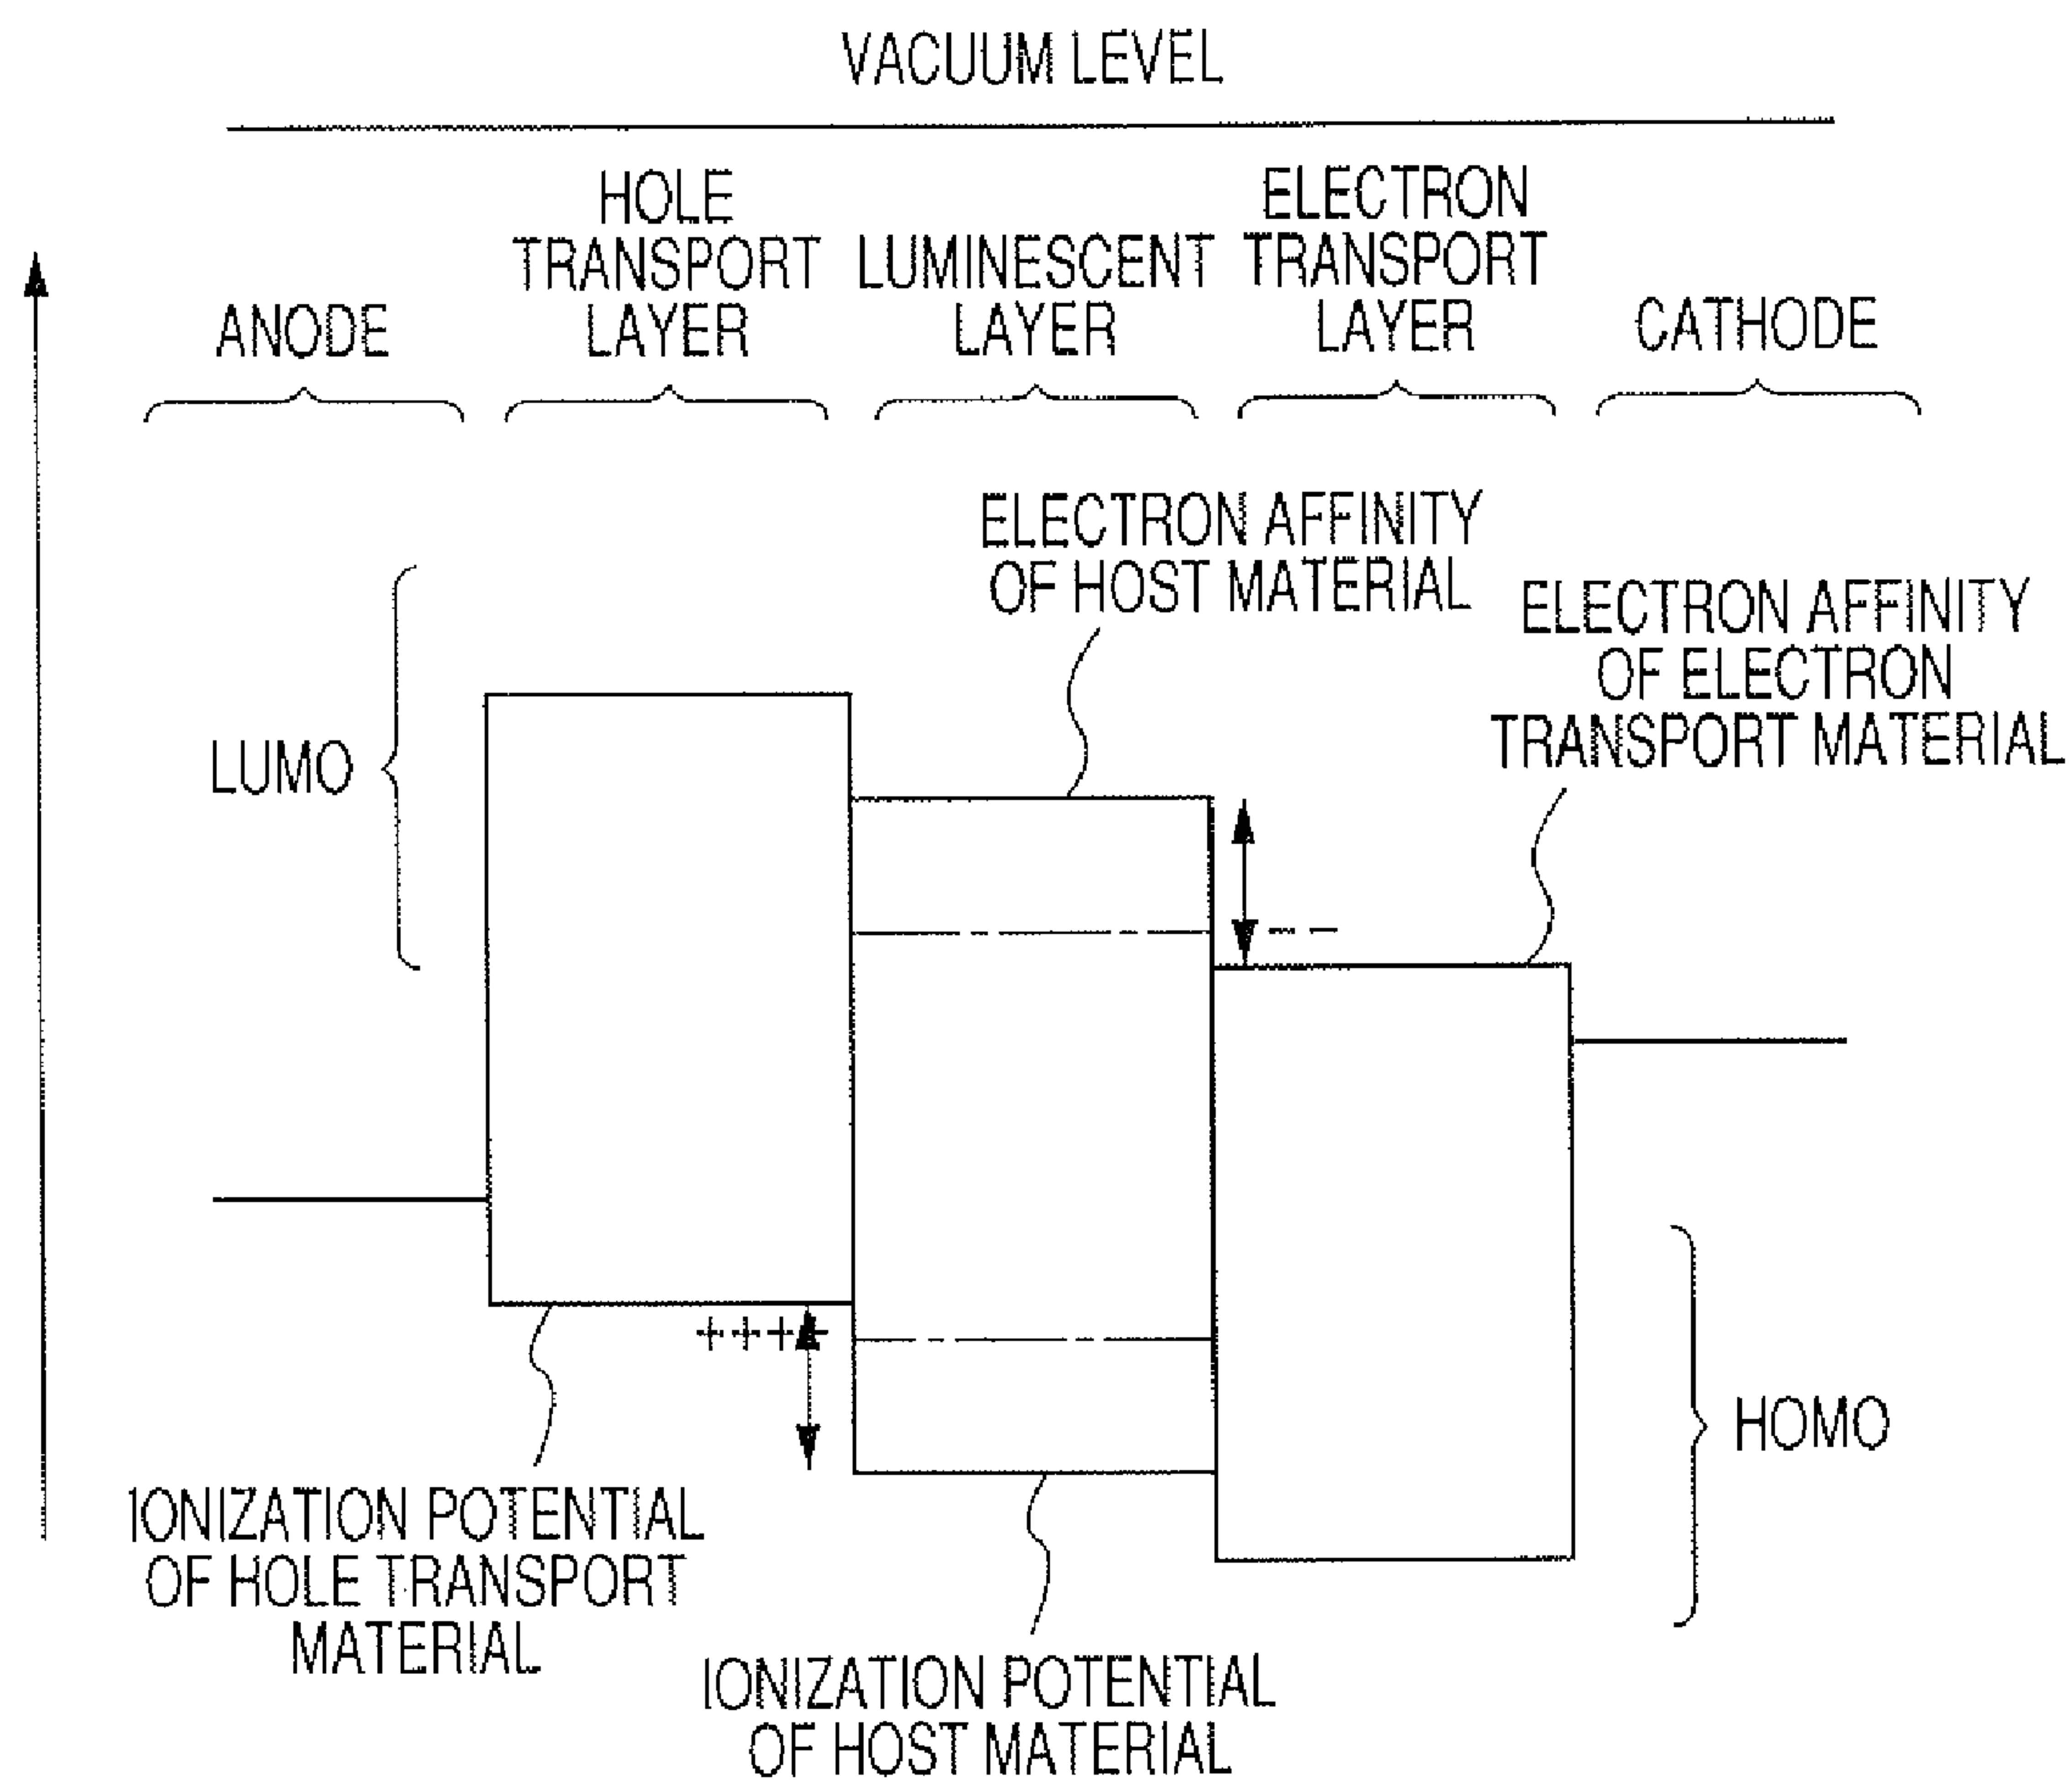 VACUUM LEVEL
HOLE
TRANSPORT
LAYER
ELECTRON
TRANSPORT
LAYER
LUMINESCENT
LAYER
ANODE
CATHODE
ELECTRON AFFINITY
OF HOST MATERIAL
ELECTRON AFFINITY
OF ELECTRON
TRANSPORT MATERIAL
LUMO
- -
++++
HOMO
IONIZATION POTENTIAL
OF HOLE TRANSPORT
MATERIAL
IONIZATION POTENTIAL
OF HOST MATERIAL